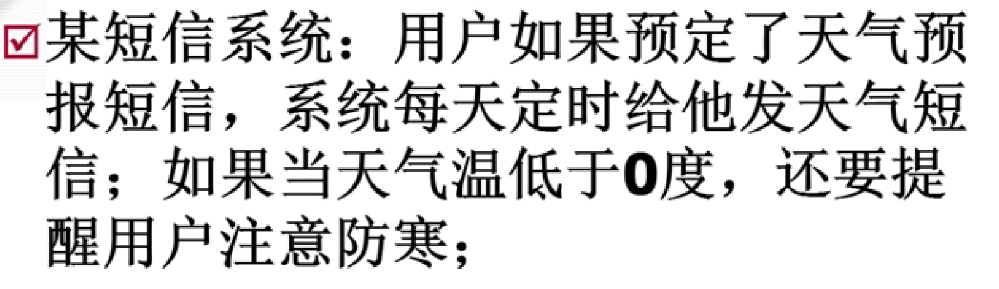 某短信系统：用户如果预定了天气预
报短信，系统每天定时给他发天气短
信；如果当天气温低于0度，还要提
醒用户注意防寒；